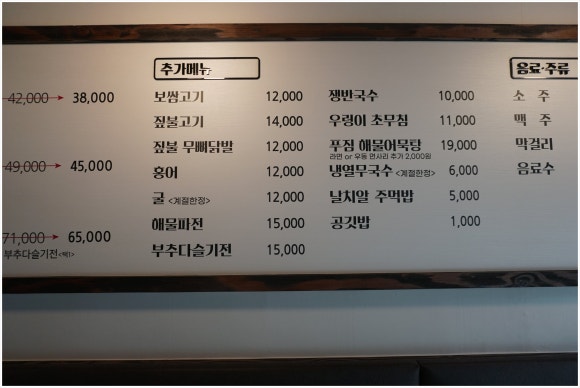 추가메뉴
음료·주류
42,000 → 38,000
보쌈고기 12,000
쟁반국수 10,000
소 주
짚불고기 14,000
우렁이 초무침 11,000
맥 주
짚불 무뼈닭발 12,000
푸짐 해물어묵탕 19,000
라면 or 우동 면사리 추가 2,000원
막걸리
49,000 → 45,000
홍어 12,000
냉열무국수 <계절한정> 6,000
음료수
굴 <계절한정> 12,000
날치알 주먹밥 5,000
71,000 → 65,000
해물파전 15,000
공깃밥 1,000
부추다슬기전<택1>
부추다슬기전 15,000